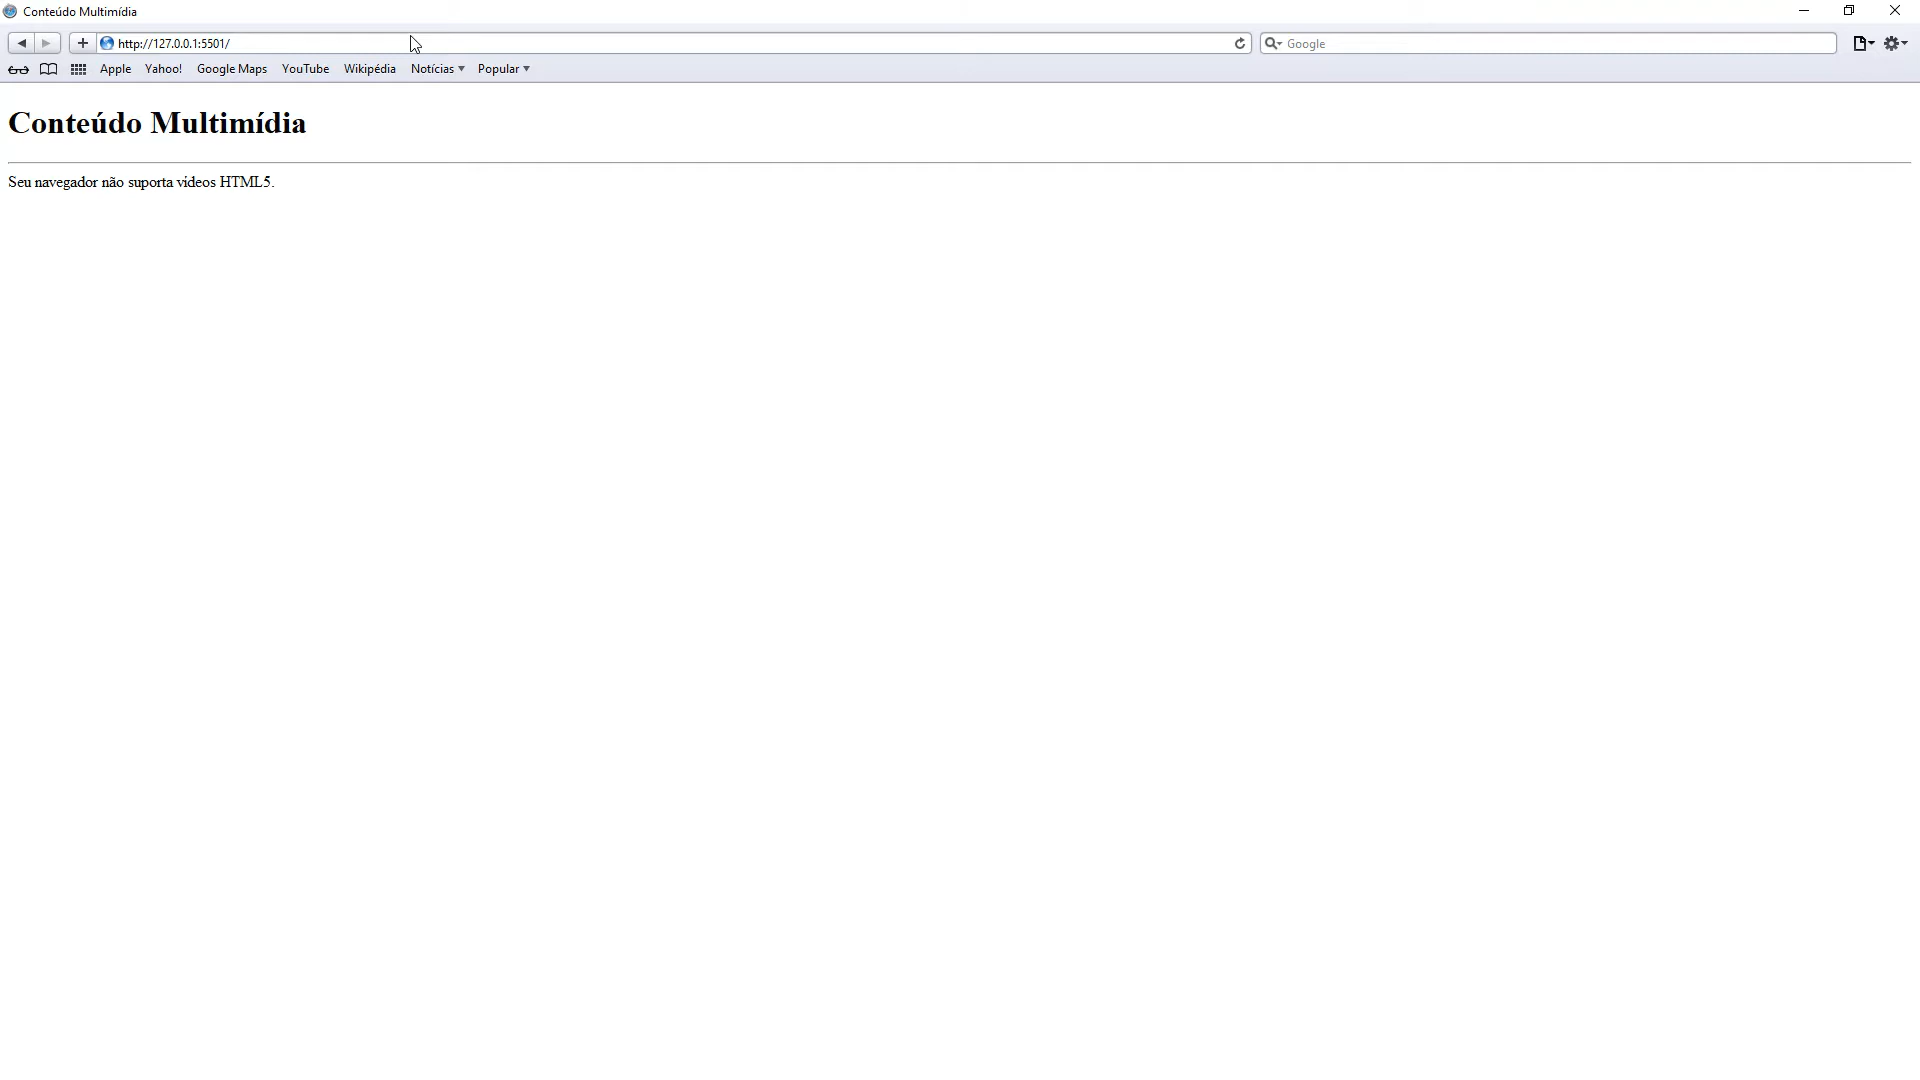 Conteúdo Multimídia
http://127.0.0.1:5501/
Google
Apple Yahoo! Google Maps YouTube Wikipédia Notícias Popular
Conteúdo Multimídia
Seu navegador não suporta vídeos HTML5.